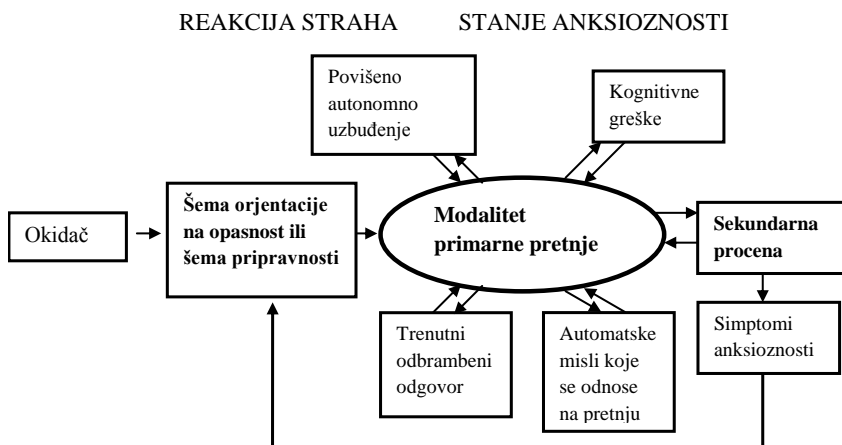 REAKCIJA STRAHA
STANJE ANKSIOZNOSTI
Povišeno
autonomno
uzbuđenje
Kognitivne
greške
Okidač
Šema orjentacije
na opasnost ili
šema pripravnosti
Modalitet
primarne pretnje
Sekundarna
procena
Trenutni
odbrambeni
odgovor
Automatske
misli koje
se odnose
na pretnju
Simptomi
anksioznosti